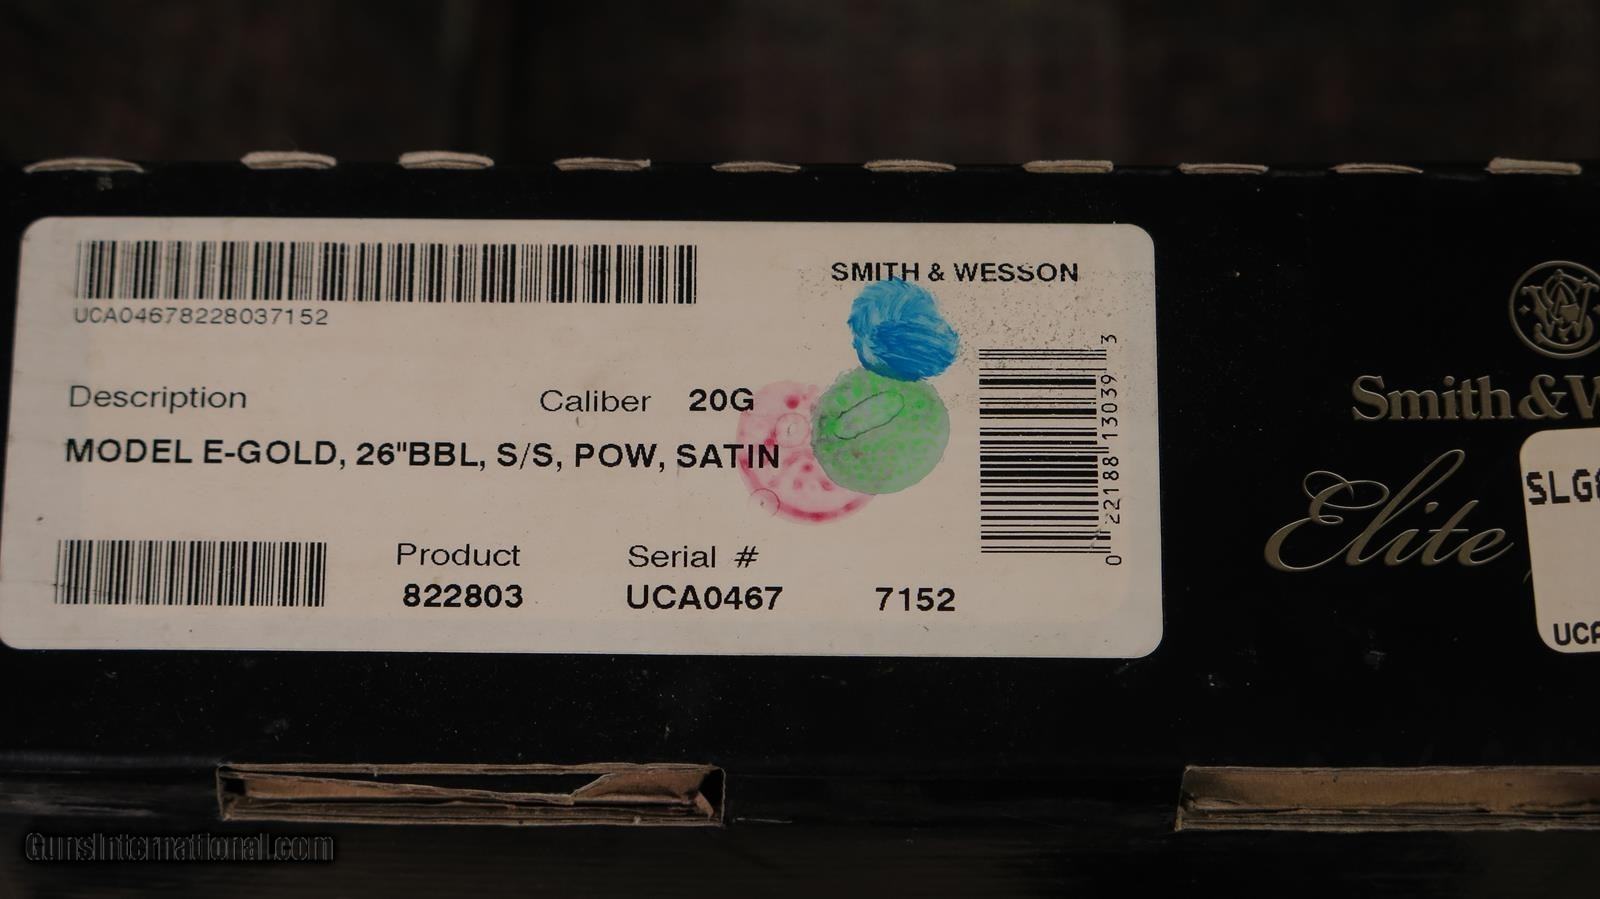 SMITH & WESSON
UCA04678228037152
Description
Caliber 20G
MODEL E-GOLD, 26"BBL, S/S, POW, SATIN
Product
822803
Serial #
UCA0467 7152
0 22188 13039 3
Smith&W
Elite
SLG
UCA
GunsInternational.com